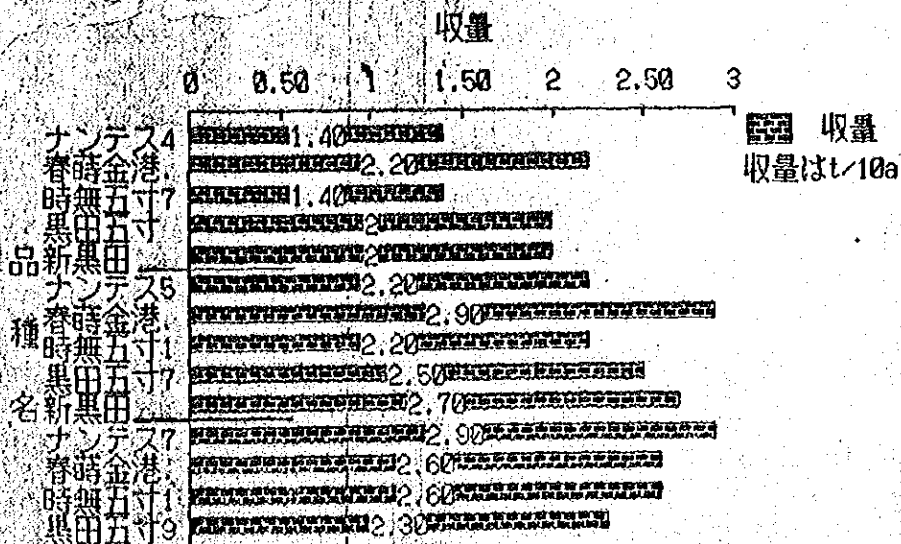 収量
0 0.50 1 1.50 2 2.50 3
収量
収量はt/10a
品種名
ナンテス4 1.40
春蒔金港, 2.20
時無五寸7 1.40
黒田五寸 2
新黒田 2
ナンテス5 2.20
春蒔金港, 2.90
時無五寸1 2.20
黒田五寸7 2.50
新黒田 2.70
ナンテス7 2.90
春蒔金港, 2.60
時無五寸1 2.60
黒田五寸9 2.30